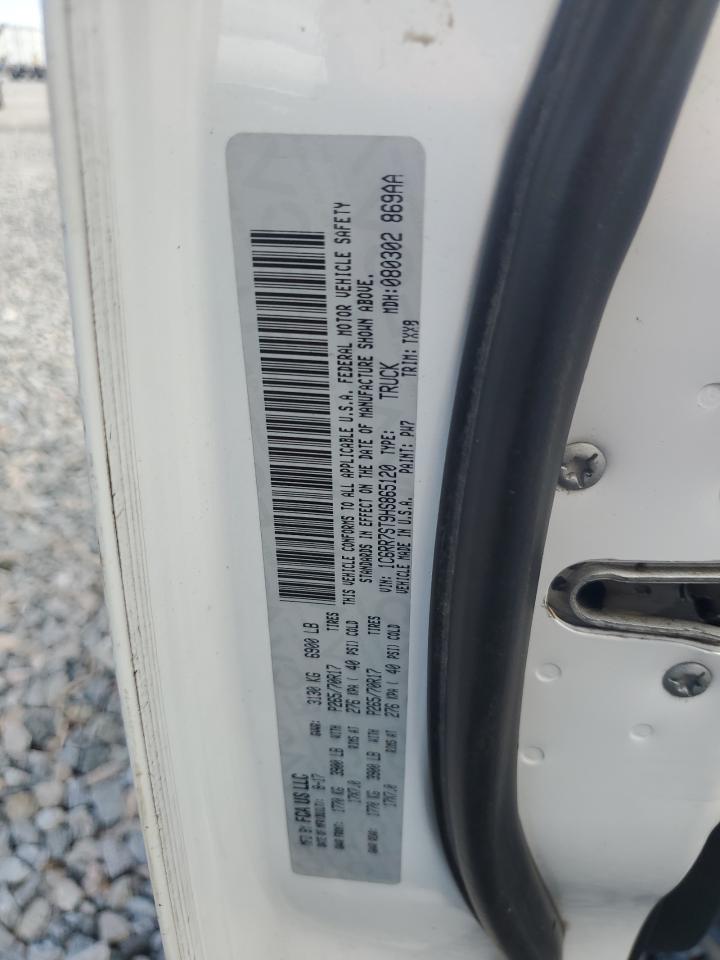 MFD BY: FCA US LLC
DATE OF MFR(BUILT): 8-17 GVWR: 3130 KG 6900 LB
GAWR FRONT: 1770 KG 3900 LB WITH P265/70R17 TIRES
17X7.0 RIMS AT 276 KPA ( 40 PSI) COLD
GAWR REAR: 1770 KG 3900 LB WITH P265/70R17 TIRES
17X7.0 RIMS AT 276 KPA ( 40 PSI) COLD
THIS VEHICLE CONFORMS TO ALL APPLICABLE U.S.A. FEDERAL MOTOR VEHICLE SAFETY
STANDARDS IN EFFECT ON THE DATE OF MANUFACTURE SHOWN ABOVE.
VIN: 1C6RR7ST9HS865120 TYPE: TRUCK MDH:080302 869AA
VEHICLE MADE IN U.S.A. PAINT: PW7 TRIM: TXX8